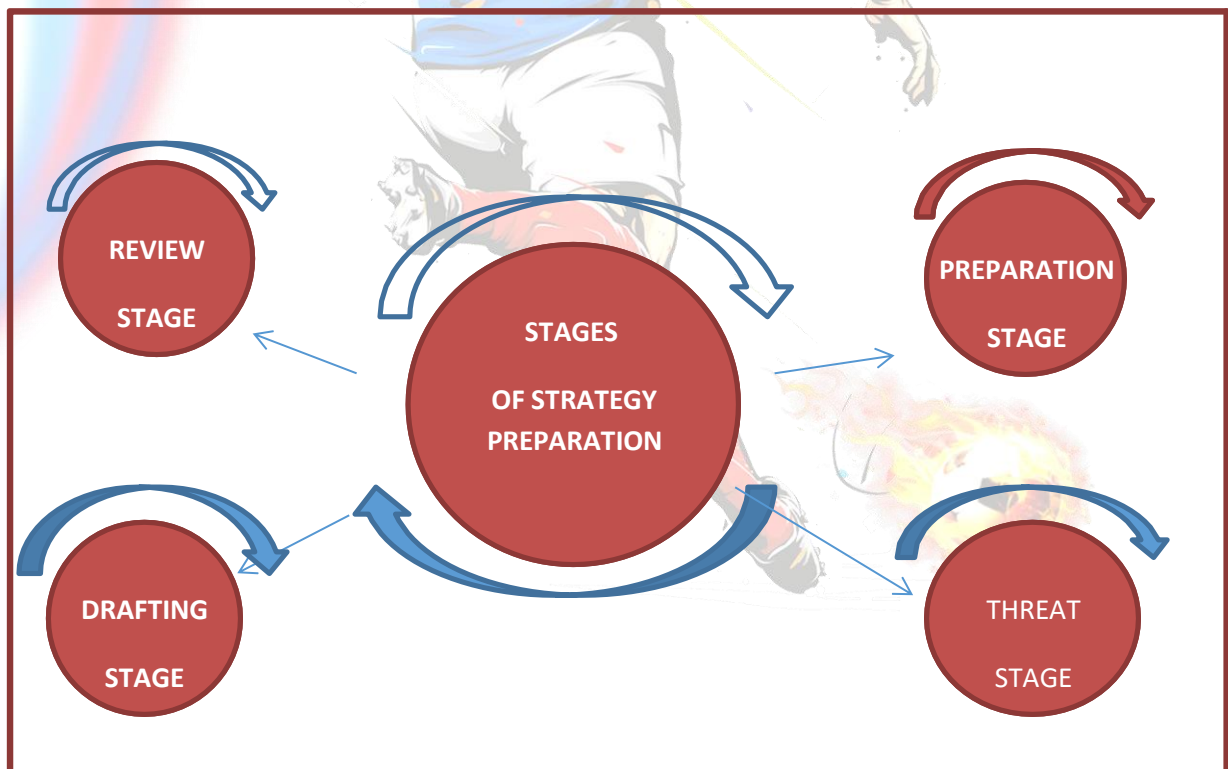 REVIEW
STAGE
PREPARATION
STAGE
STAGES
OF STRATEGY
PREPARATION
DRAFTING
STAGE
THREAT
STAGE